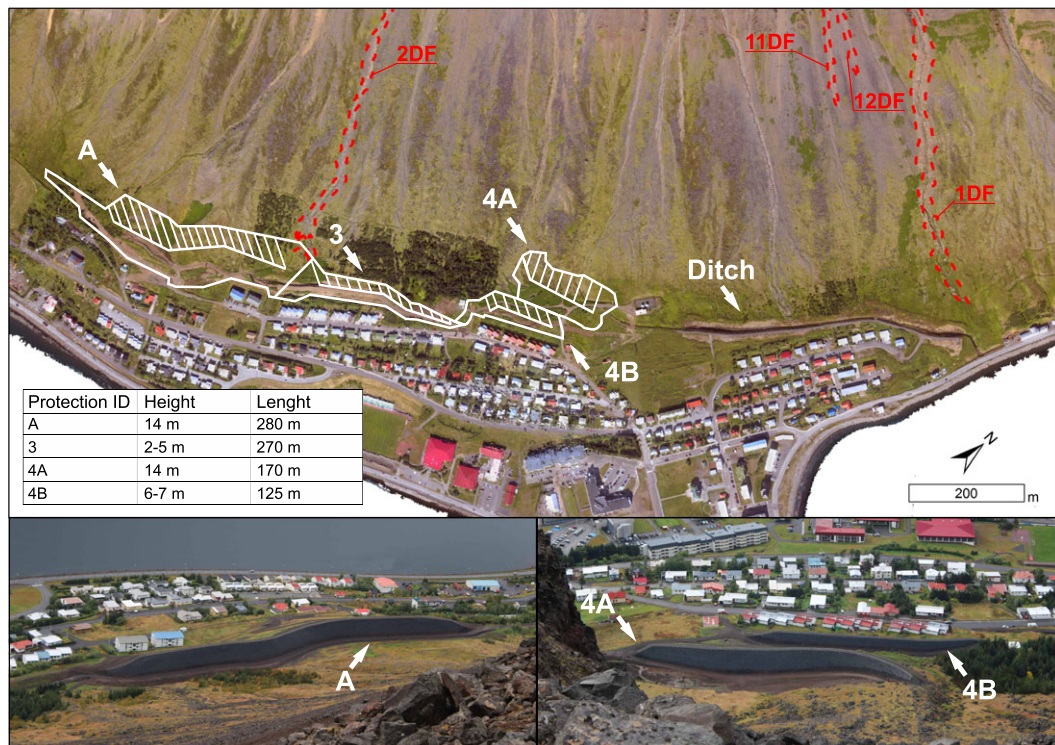 2DF
11DF
12DF
A
4A
3
1DF
Ditch
4B
Protection ID Height Lenght
A 14 m 280 m
3 2-5 m 270 m
4A 14 m 170 m
4B 6-7 m 125 m
N
200 m
4A
A
4B